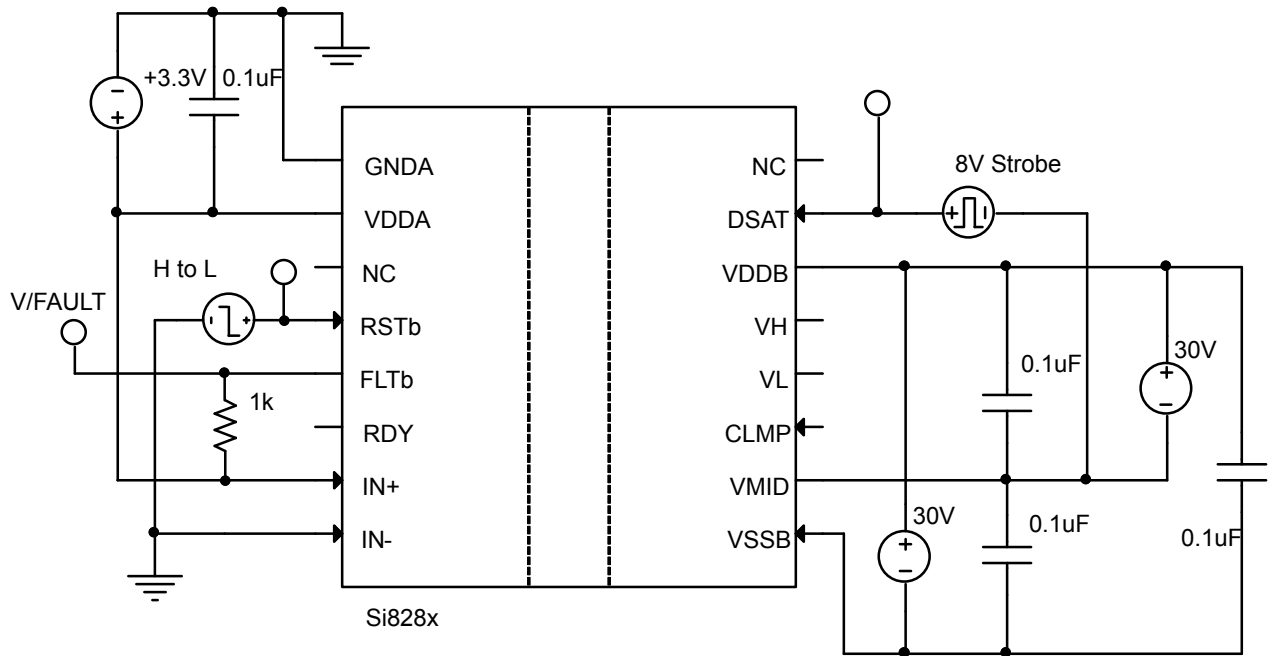 +3.3V 0.1uF
GNDA
VDDA
NC
RSTb
FLTb
RDY
IN+
IN-
H to L
V/FAULT
1k
NC
DSAT
VDDB
VH
VL
CLMP
VMID
VSSB
8V Strobe
0.1uF
30V
30V
0.1uF
0.1uF
Si828x